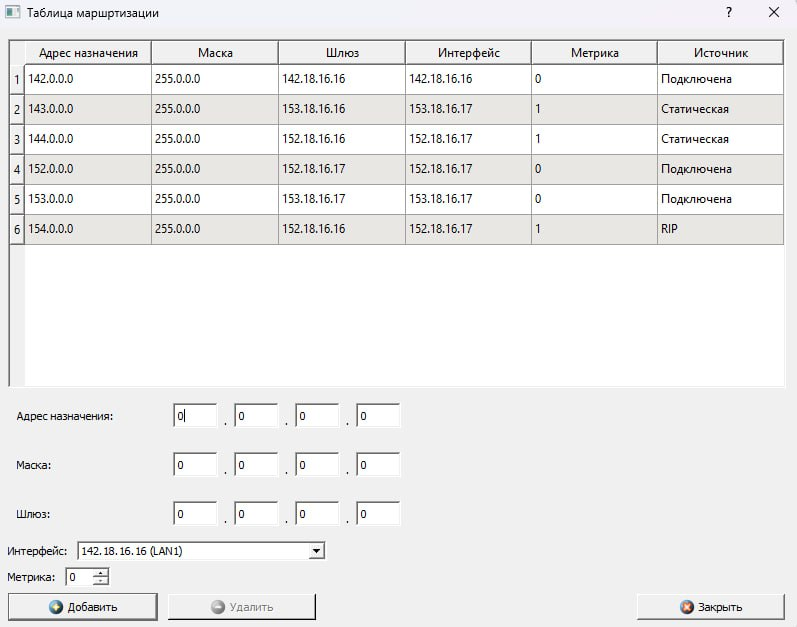 Таблица маршртизации ?
Адрес назначения Маска Шлюз Интерфейс Метрика Источник
1 142.0.0.0 255.0.0.0 142.18.16.16 142.18.16.16 0 Подключена
2 143.0.0.0 255.0.0.0 153.18.16.16 153.18.16.17 1 Статическая
3 144.0.0.0 255.0.0.0 152.18.16.16 152.18.16.17 1 Статическая
4 152.0.0.0 255.0.0.0 152.18.16.17 152.18.16.17 0 Подключена
5 153.0.0.0 255.0.0.0 153.18.16.17 153.18.16.17 0 Подключена
6 154.0.0.0 255.0.0.0 152.18.16.16 152.18.16.17 1 RIP
Адрес назначения: 0 . 0 . 0 . 0
Маска: 0 . 0 . 0 . 0
Шлюз: 0 . 0 . 0 . 0
Интерфейс: 142.18.16.16 (LAN1)
Метрика: 0
Добавить Удалить Закрыть